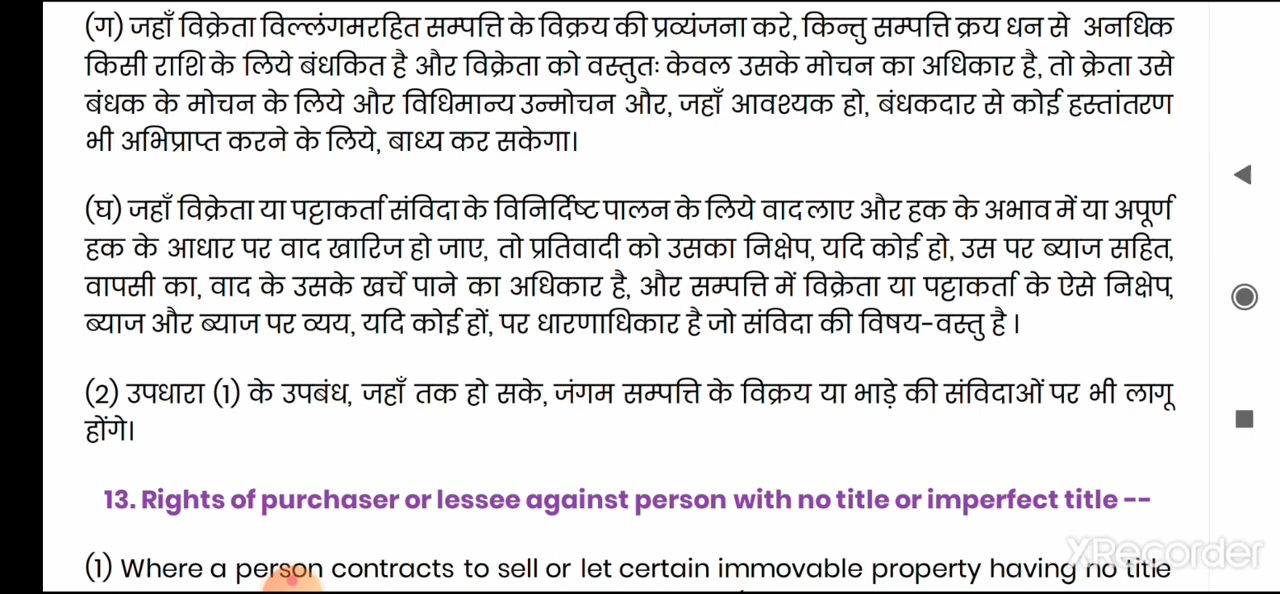 (ग) जहाँ विक्रेता विल्लंगमरहित सम्पत्ति के विक्रय की प्रव्यंजना करे, किन्तु सम्पत्ति क्रय धन से अनधिक
किसी राशि के लिये बंधकित है और विक्रेता को वस्तुतः केवल उसके मोचन का अधिकार है, तो क्रेता उसे
बंधक के मोचन के लिये और विधिमान्य उन्मोचन और, जहाँ आवश्यक हो, बंधकदार से कोई हस्तांतरण
भी अभिप्राप्त करने के लिये, बाध्य कर सकेगा।
(घ) जहाँ विक्रेता या पट्टाकर्ता संविदा के विनिर्दिष्ट पालन के लिये वाद लाए और हक के अभाव में या अपूर्ण
हक के आधार पर वाद खारिज हो जाए, तो प्रतिवादी को उसका निक्षेप, यदि कोई हो, उस पर ब्याज सहित,
वापसी का, वाद के उसके खर्चे पाने का अधिकार है, और सम्पत्ति में विक्रेता या पट्टाकर्ता के ऐसे निक्षेप,
ब्याज और ब्याज पर व्यय, यदि कोई हों, पर धारणाधिकार है जो संविदा की विषय-वस्तु है ।
(2) उपधारा (1) के उपबंध, जहाँ तक हो सके, जंगम सम्पत्ति के विक्रय या भाड़े की संविदाओं पर भी लागू
होंगे।
13. Rights of purchaser or lessee against person with no title or imperfect title --
(1) Where a person contracts to sell or let certain immovable property having no title
XRecorder